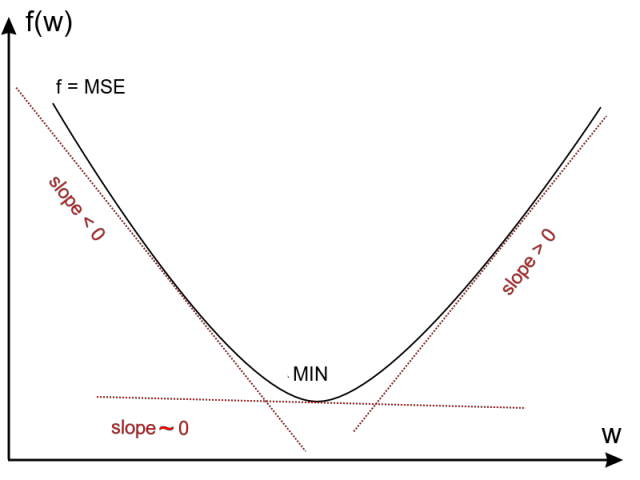 f(w)
f = MSE
slope < 0
slope > 0
MIN
slope ~ 0
w